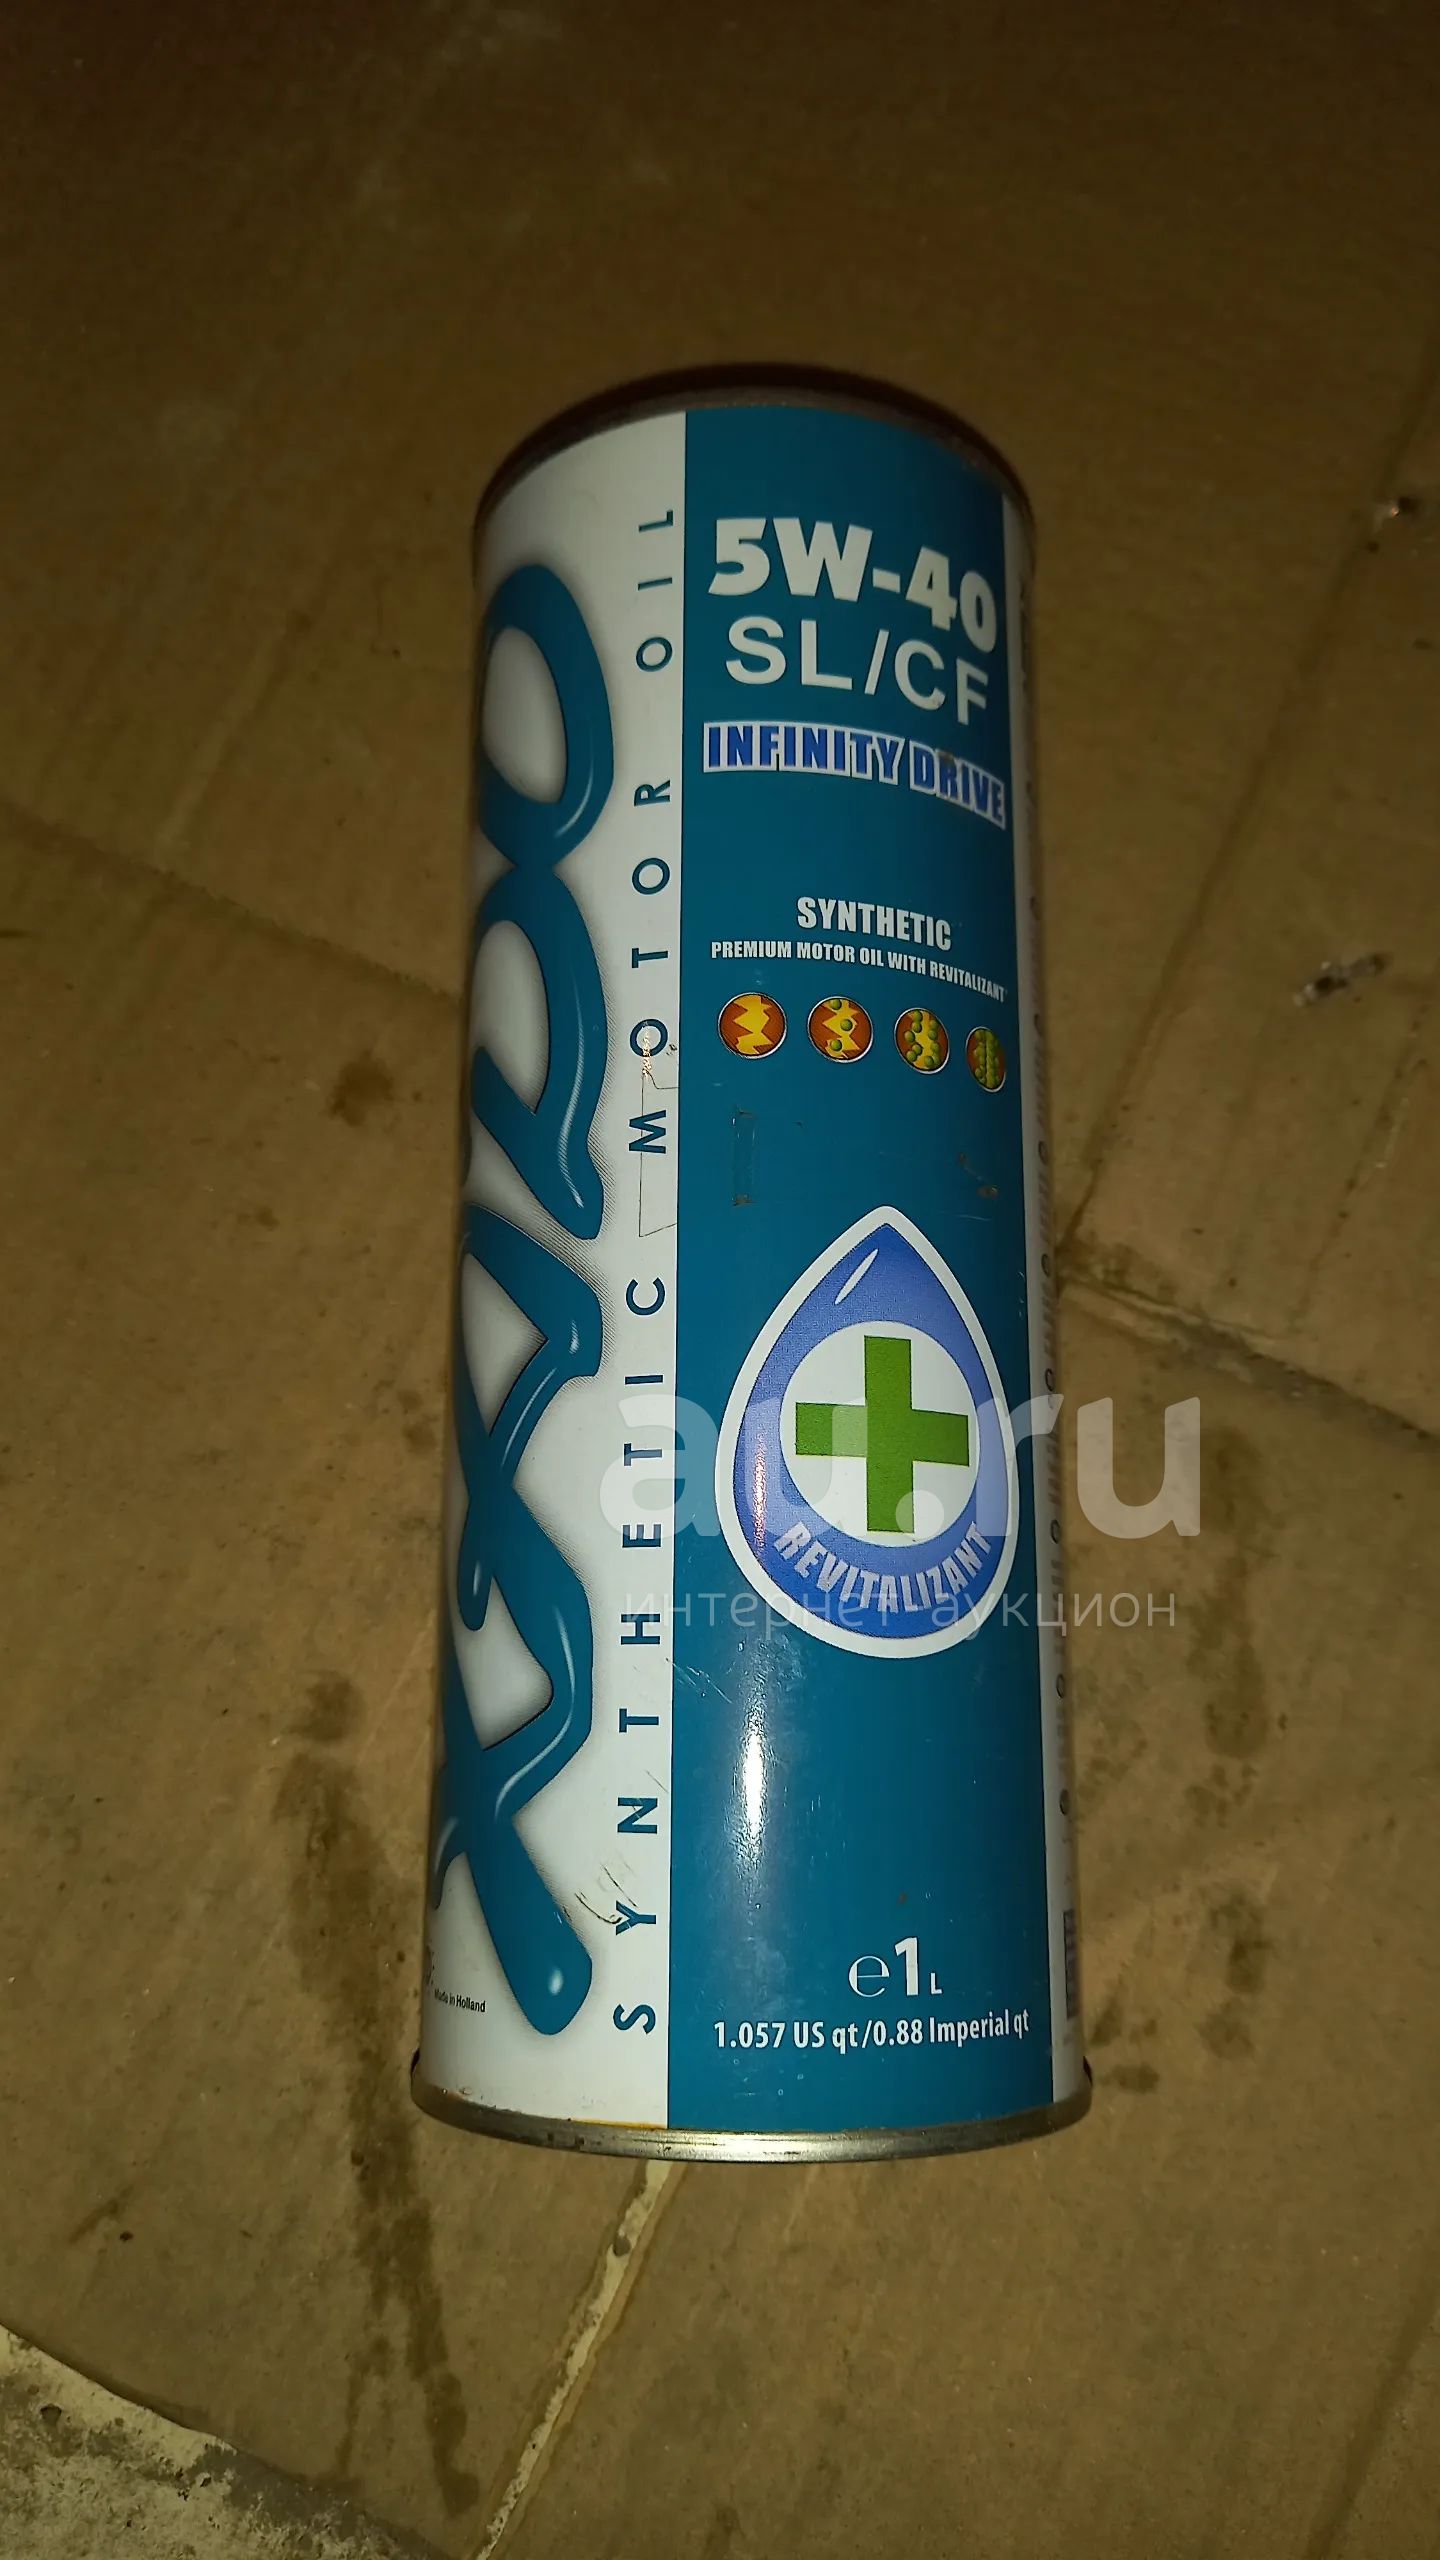 5W-40
SL/CF
INFINITY DRIVE
SYNTHETIC
PREMIUM MOTOR OIL WITH REVITALIZANT
REVITALIZANT
e1L
1.057 US qt/0.88 Imperial qt
XADO
SYNTHETIC MOTOR OIL
Made in Holland
au.ru
интернет аукцион